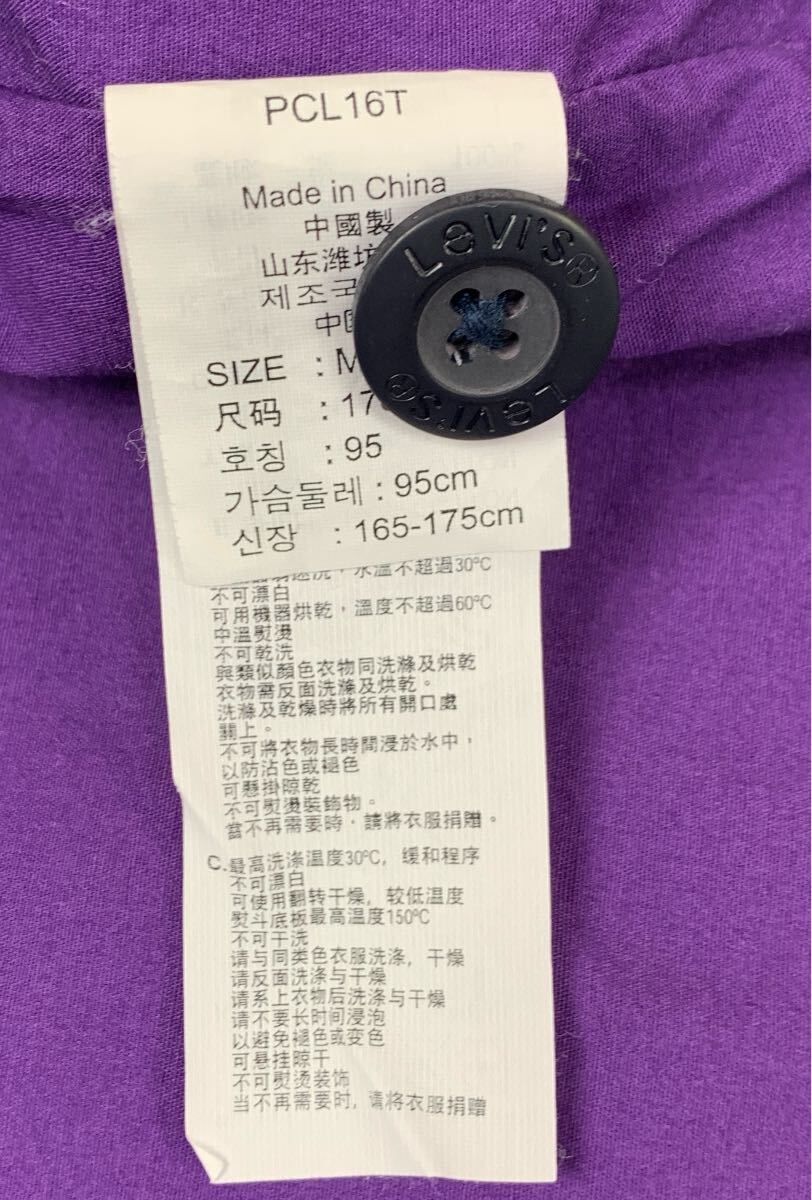 PCL16T
Made in China
中國製
山东潍坊
제조국
中
SIZE : M
尺码 : 17
호칭 : 95
가슴둘레 : 95cm
신장 : 165-175cm
LeVI'S®
LeVI'S®
水溫不超過30℃
不可漂白
可用機器烘乾，溫度不超過60℃
中溫熨燙
不可乾洗
與類似顏色衣物同洗滌及烘乾
衣物需反面洗滌及烘乾。
洗滌及乾燥時將所有開口處
關上。
不可將衣物長時間浸於水中，
以防沾色或褪色
可懸掛晾乾
不可熨燙裝飾物。
當不再需要時，請將衣服捐贈。
C.最高洗涤温度30℃，缓和程序
不可漂白
可使用翻转干燥，较低温度
熨斗底板最高温度150℃
不可干洗
请与同类色衣服洗涤，干燥
请反面洗涤与干燥
请系上衣物后洗涤与干燥
请不要长时间浸泡
以避免褪色或变色
可悬挂晾干
不可熨烫装饰
当不再需要时，请将衣服捐赠